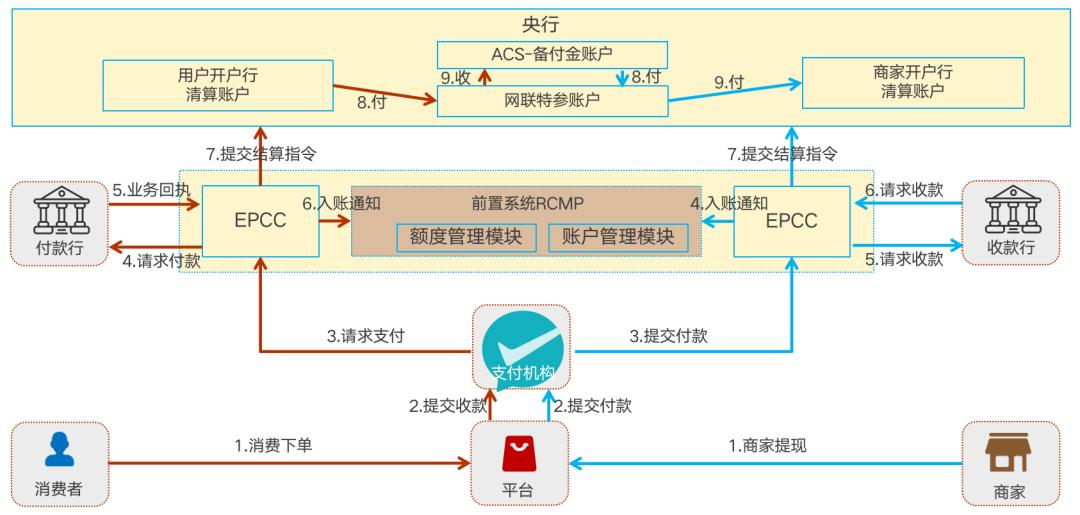 央行
ACS-备付金账户
用户开户行
清算账户
9.收
8.付
商家开户行
清算账户
8.付
网联特参账户
9.付
7.提交结算指令
7.提交结算指令
付款行
5.业务回执
4.请求付款
EPCC
6.入账通知
前置系统RCMP
额度管理模块
账户管理模块
4.入账通知
EPCC
6.请求收款
5.请求收款
收款行
3.请求支付
支付机构
3.提交付款
2.提交收款
2.提交付款
消费者
1.消费下单
平台
1.商家提现
商家